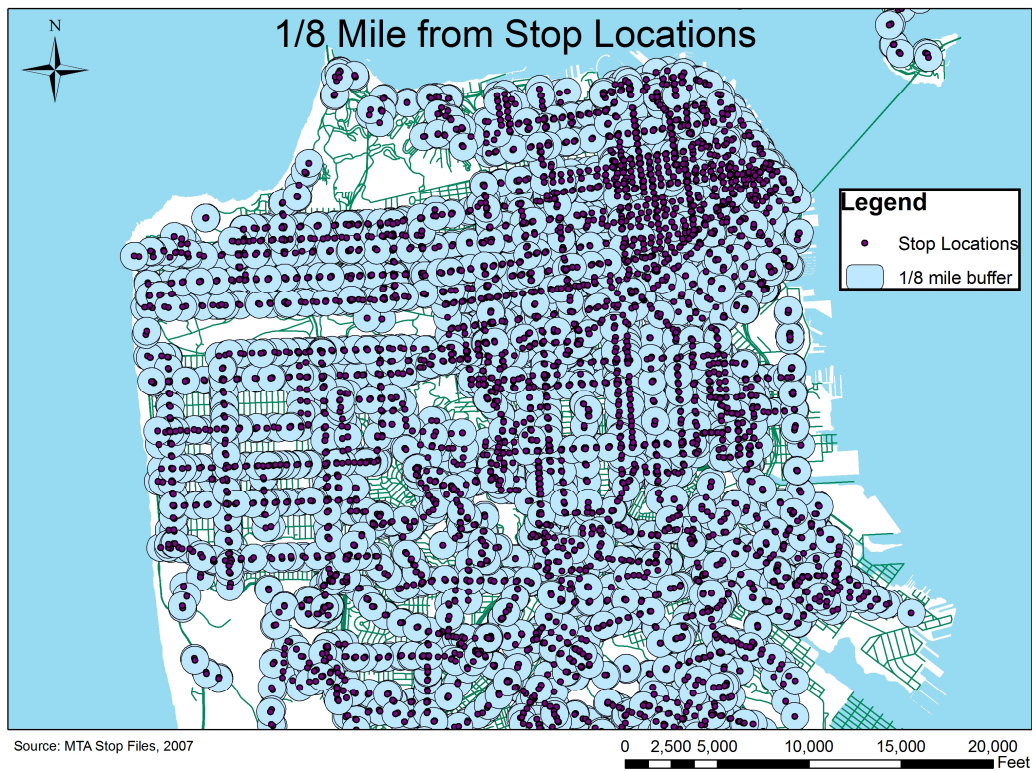 1/8 Mile from Stop Locations
N
Legend
Stop Locations
1/8 mile buffer
Source: MTA Stop Files, 2007
0 2,500 5,000 10,000 15,000 20,000
Feet